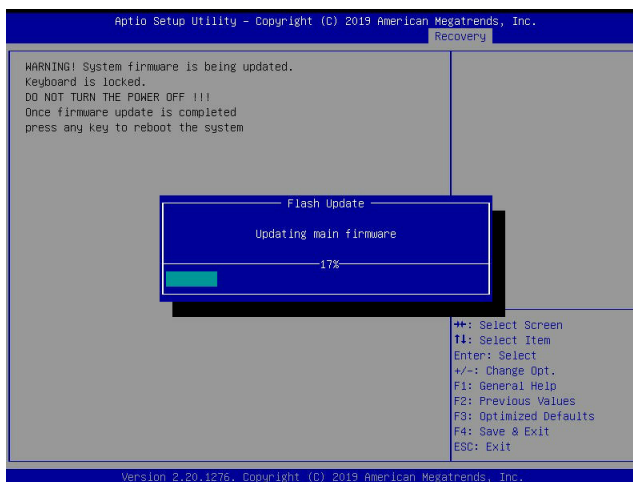 Aptio Setup Utility – Copyright (C) 2019 American Megatrends, Inc.
Recovery
WARNING! System firmware is being updated.
Keyboard is locked.
DO NOT TURN THE POWER OFF !!!
Once firmware update is completed
press any key to reboot the system
Flash Update
Updating main firmware
17%
→←: Select Screen
↑↓: Select Item
Enter: Select
+/-: Change Opt.
F1: General Help
F2: Previous Values
F3: Optimized Defaults
F4: Save & Exit
ESC: Exit
Version 2.20.1276. Copyright (C) 2019 American Megatrends, Inc.